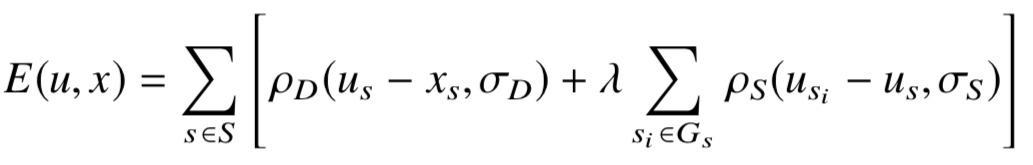 E(u, x) = ∑_{s∈S} [ρ_D(u_s − x_s, σ_D) + λ ∑_{s_i∈G_s} ρ_S(u_{s_i} − u_s, σ_S)]